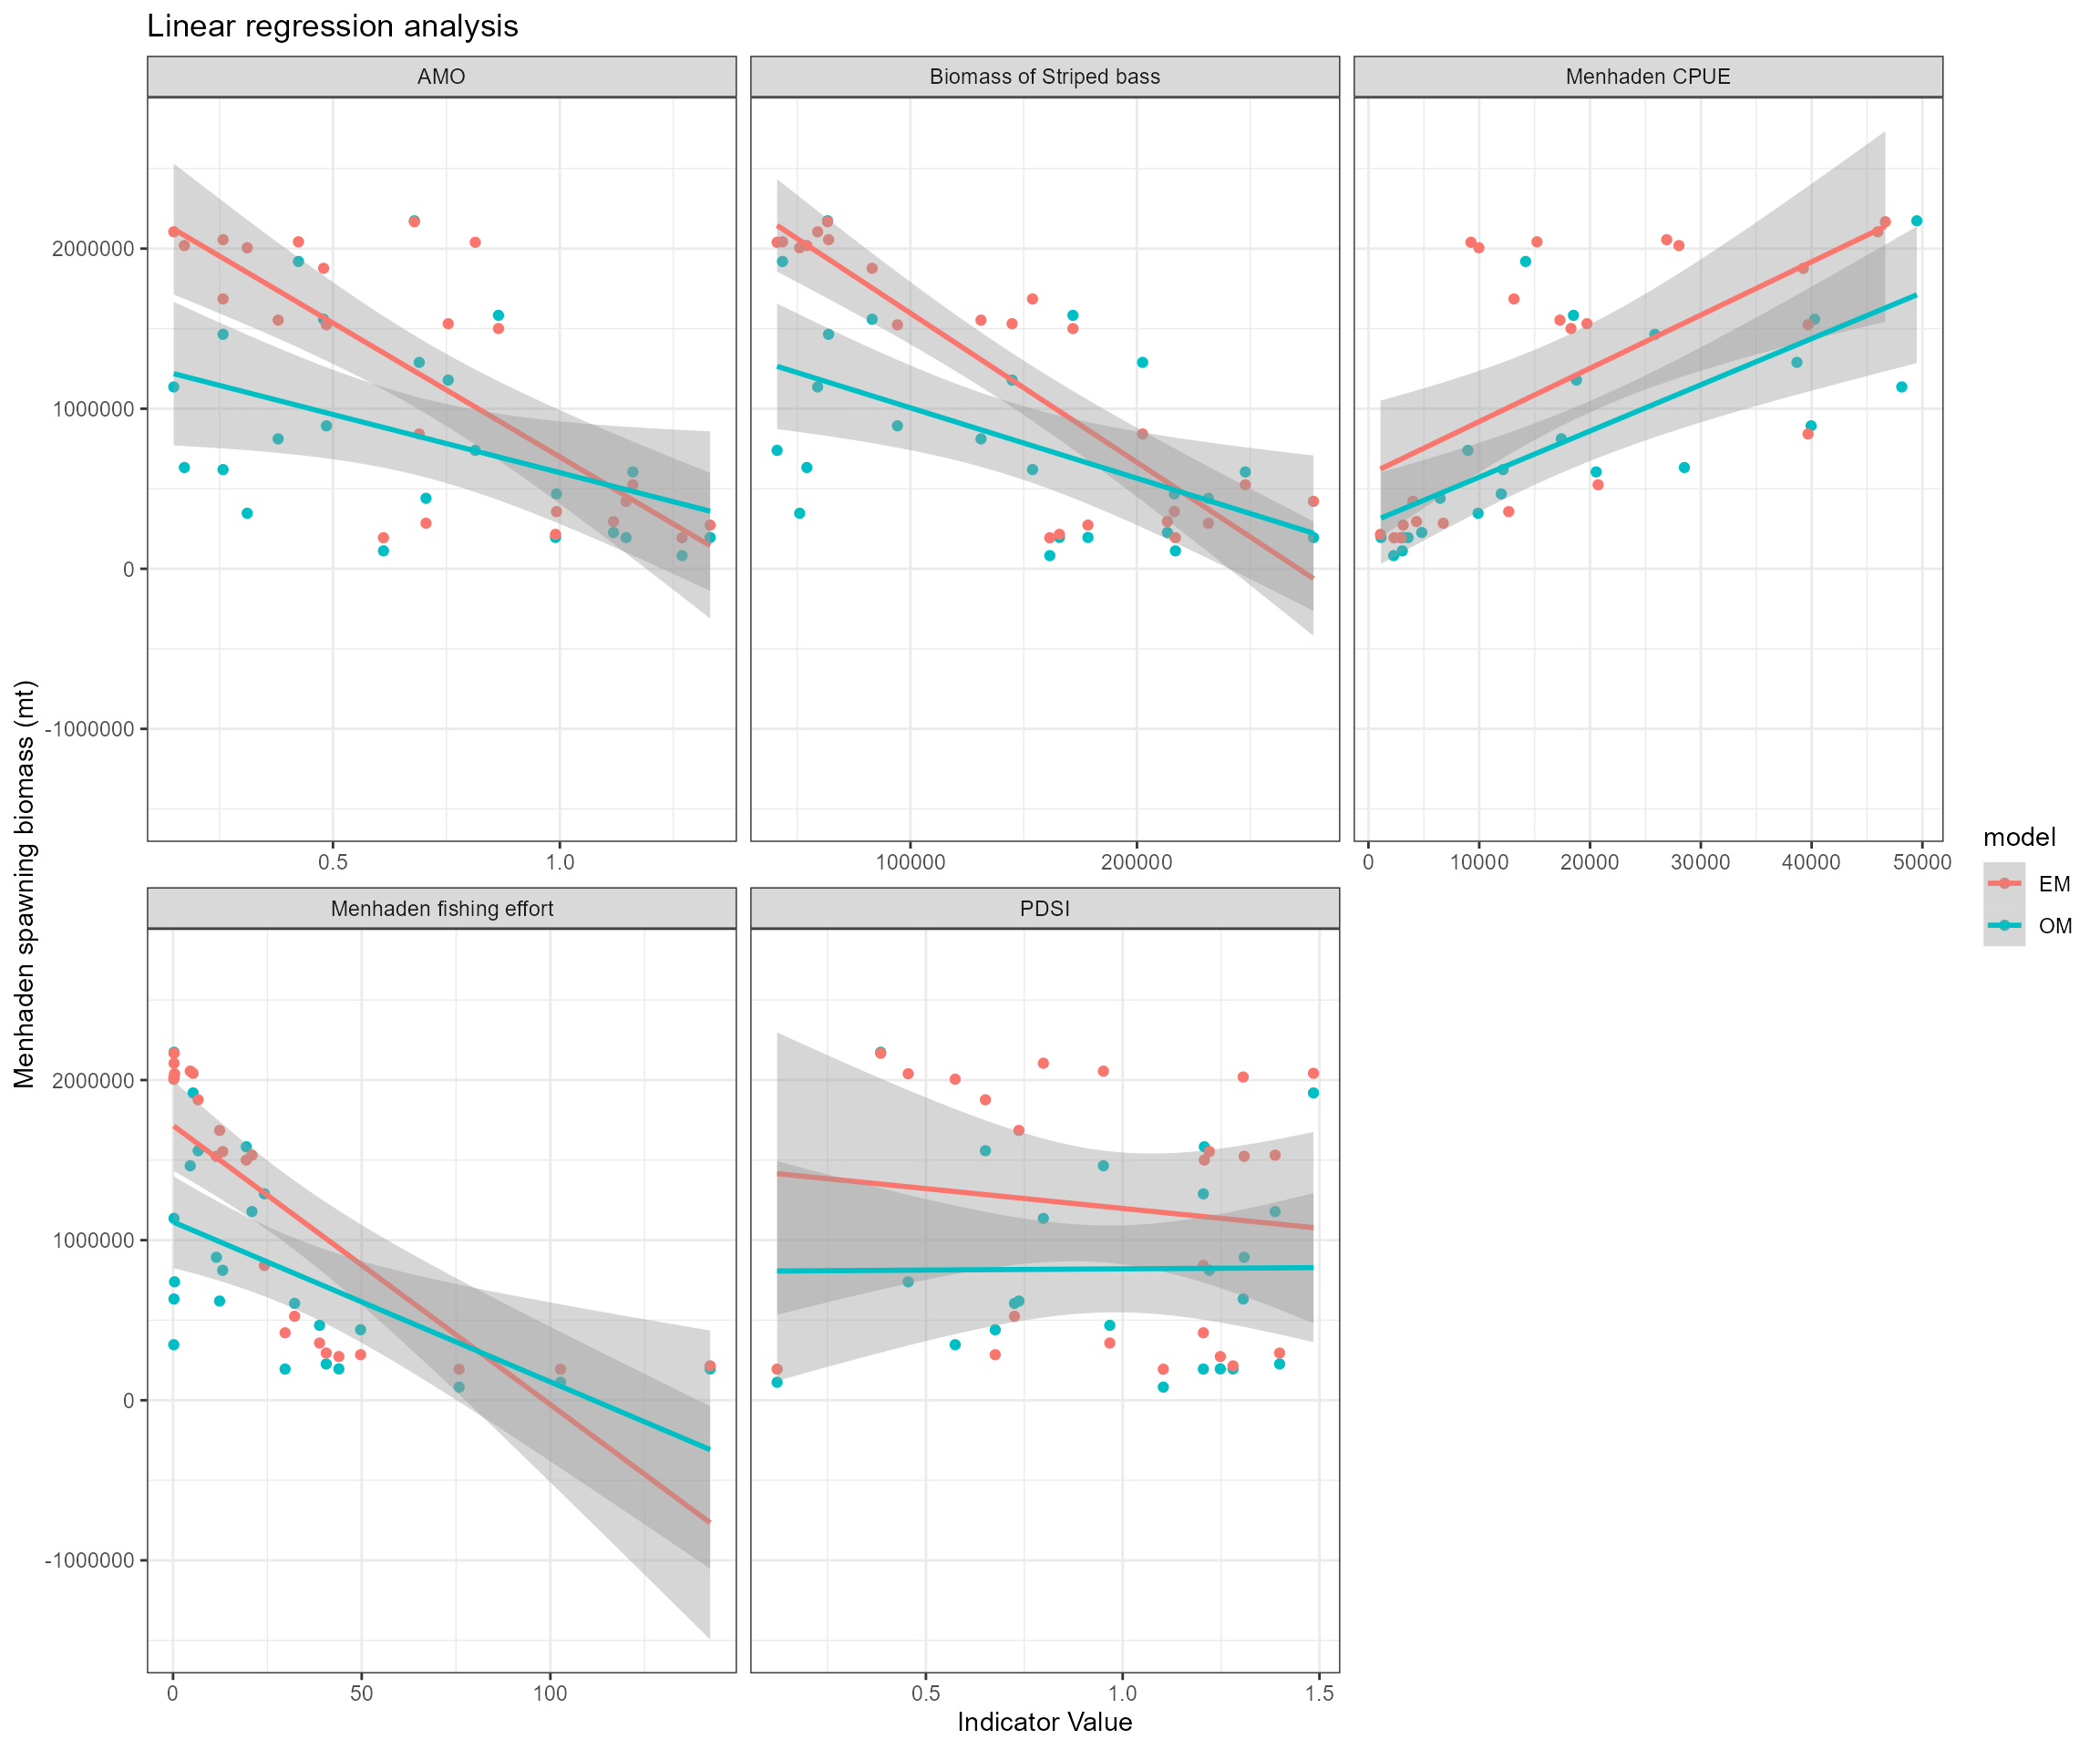 Linear regression analysis
AMO
Biomass of Striped bass
Menhaden CPUE
2000000
1000000
0
-1000000
0.5
1.0
100000
200000
0
10000
20000
30000
40000
50000
Menhaden spawning biomass (mt)
model
EM
OM
Menhaden fishing effort
PDSI
2000000
1000000
0
-1000000
0
50
100
0.5
1.0
1.5
Indicator Value